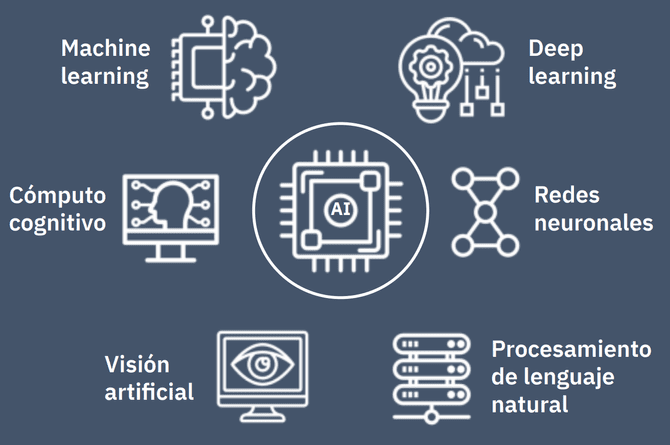 Machine
learning
Deep
learning
Cómputo
cognitivo
AI
Redes
neuronales
Visión
artificial
Procesamiento
de lenguaje
natural